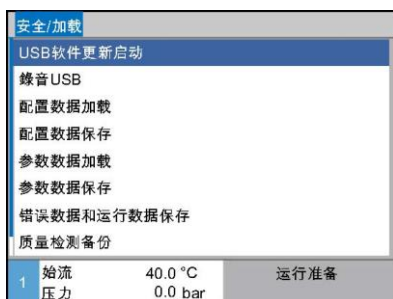 安全/加载
USB软件更新启动
錄音USB
配置数据加载
配置数据保存
参数数据加载
参数数据保存
错误数据和运行数据保存
质量检测备份
1 始流 40.0 °C 运行准备
压力 0.0 bar